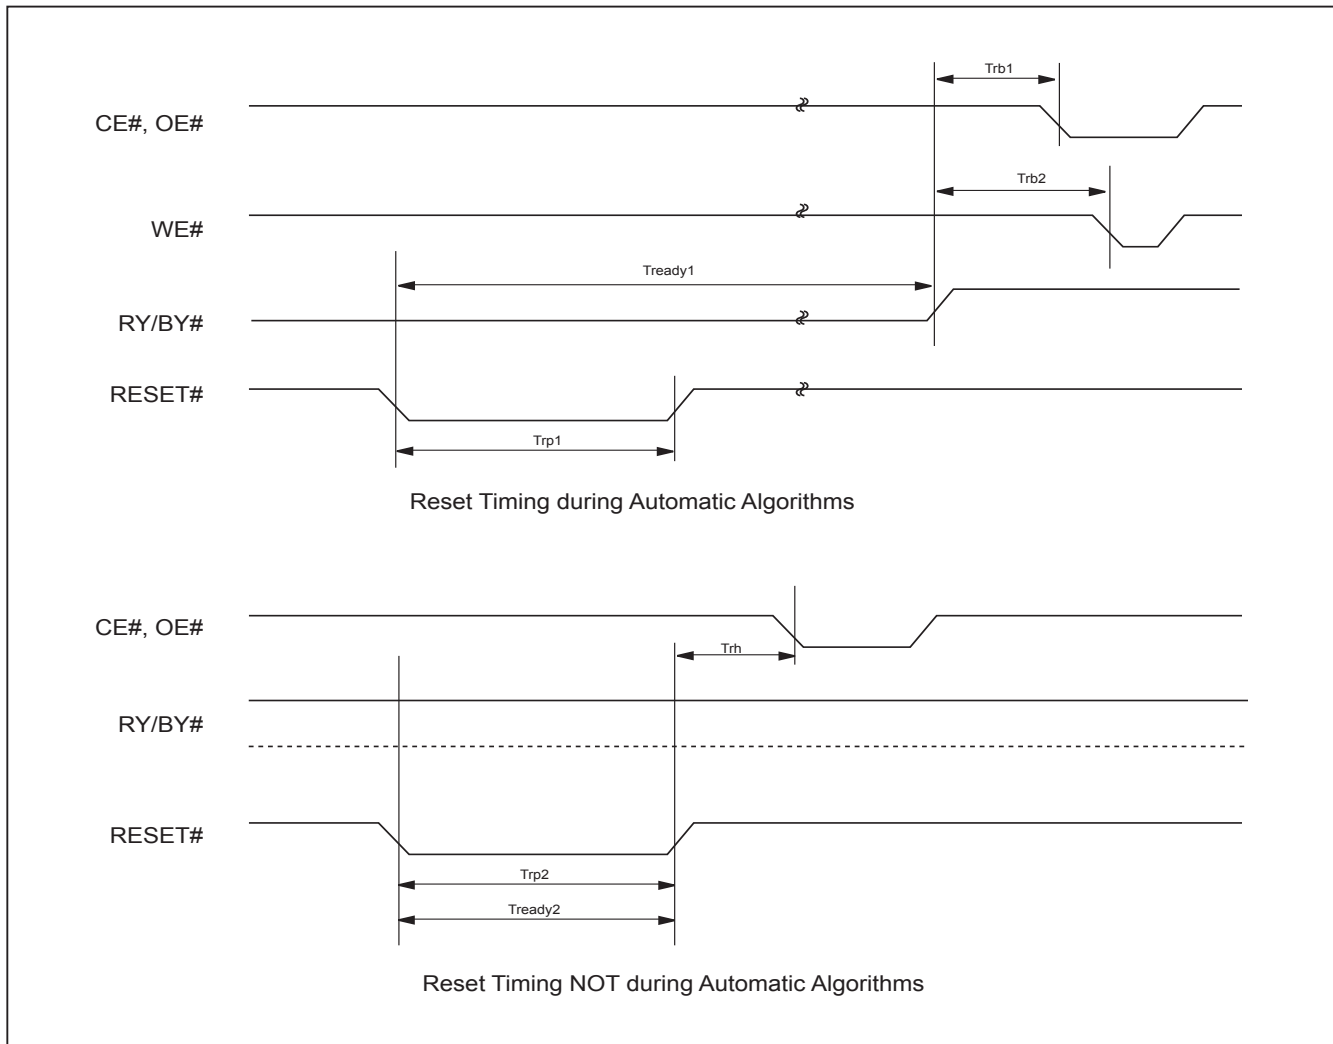 Trb1
CE#, OE#
Trb2
WE#
Tready1
RY/BY#
RESET#
Trp1
Reset Timing during Automatic Algorithms
CE#, OE#
Trh
RY/BY#
RESET#
Trp2
Tready2
Reset Timing NOT during Automatic Algorithms